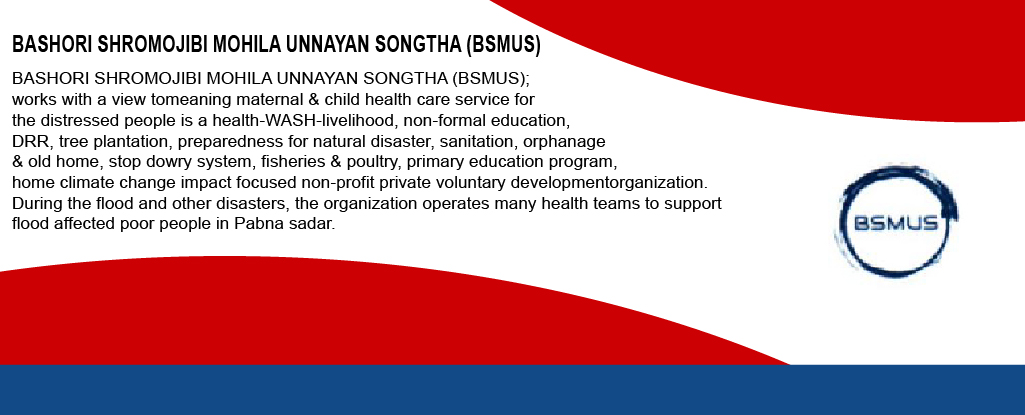 BASHORI SHROMOJIBI MOHILA UNNAYAN SONGTHA (BSMUS)
BASHORI SHROMOJIBI MOHILA UNNAYAN SONGTHA (BSMUS);
works with a view tomeaning maternal & child health care service for
the distressed people is a health-WASH-livelihood, non-formal education,
DRR, tree plantation, preparedness for natural disaster, sanitation, orphanage
& old home, stop dowry system, fisheries & poultry, primary education program,
home climate change impact focused non-profit private voluntary developmentorganization.
During the flood and other disasters, the organization operates many health teams to support
flood affected poor people in Pabna sadar.
BSMUS